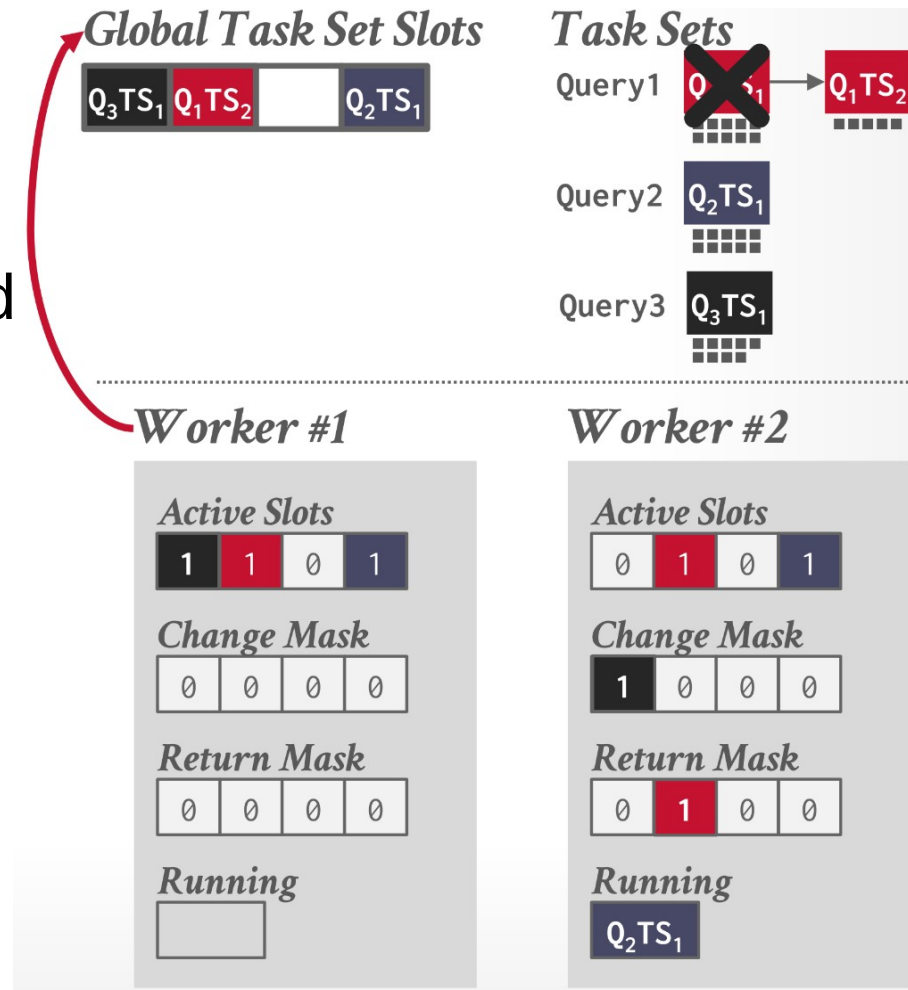 Global Task Set Slots
Q₃TS₁ Q₁TS₂ Q₂TS₁
Task Sets
Query1 Q₁TS₂
Query2 Q₂TS₁
Query3 Q₃TS₁
d
Worker #1
Active Slots
1 1 0 1
Change Mask
0 0 0 0
Return Mask
0 0 0 0
Running
Worker #2
Active Slots
0 1 0 1
Change Mask
1 0 0 0
Return Mask
0 1 0 0
Running
Q₂TS₁